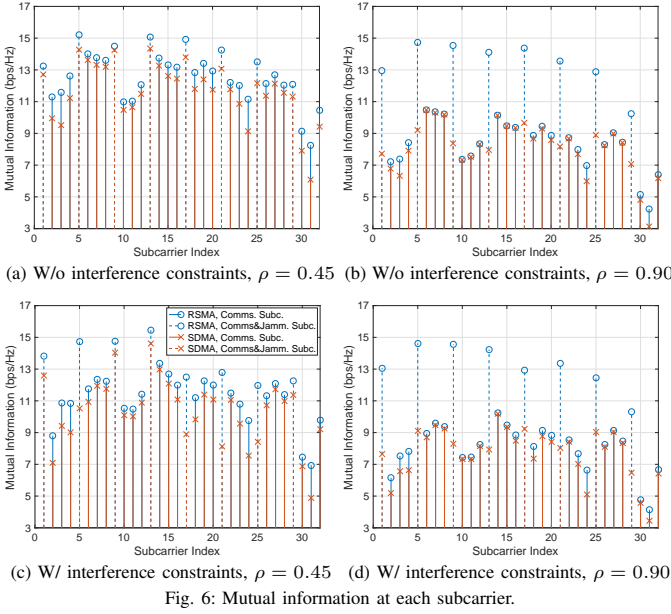 17
15
13
11
9
7
5
3
Mutual Information (bps/Hz)
0 5 10 15 20 25 30
Subcarrier Index
(a) W/o interference constraints, ρ = 0.45
17
15
13
11
9
7
5
3
Mutual Information (bps/Hz)
0 5 10 15 20 25 30
Subcarrier Index
(b) W/o interference constraints, ρ = 0.90
17
15
13
11
9
7
5
3
Mutual Information (bps/Hz)
RSMA, Comms. Subc.
RSMA, Comms&Jamm. Subc.
SDMA, Comms. Subc.
SDMA, Comms&Jamm. Subc.
0 5 10 15 20 25 30
Subcarrier Index
(c) W/ interference constraints, ρ = 0.45
17
15
13
11
9
7
5
3
Mutual Information (bps/Hz)
0 5 10 15 20 25 30
Subcarrier Index
(d) W/ interference constraints, ρ = 0.90
Fig. 6: Mutual information at each subcarrier.